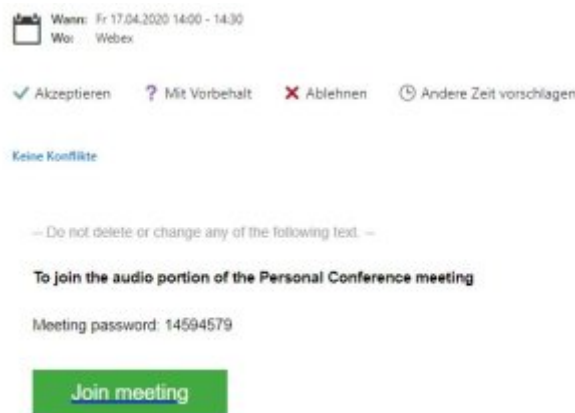 Wann: Fr 17.04.2020 14:00 - 14:30
Wo: Webex
Akzeptieren ? Mit Vorbehalt Ablehnen Andere Zeit vorschlagen
Keine Konflikte
-- Do not delete or change any of the following text. --
To join the audio portion of the Personal Conference meeting
Meeting password: 14594579
Join meeting